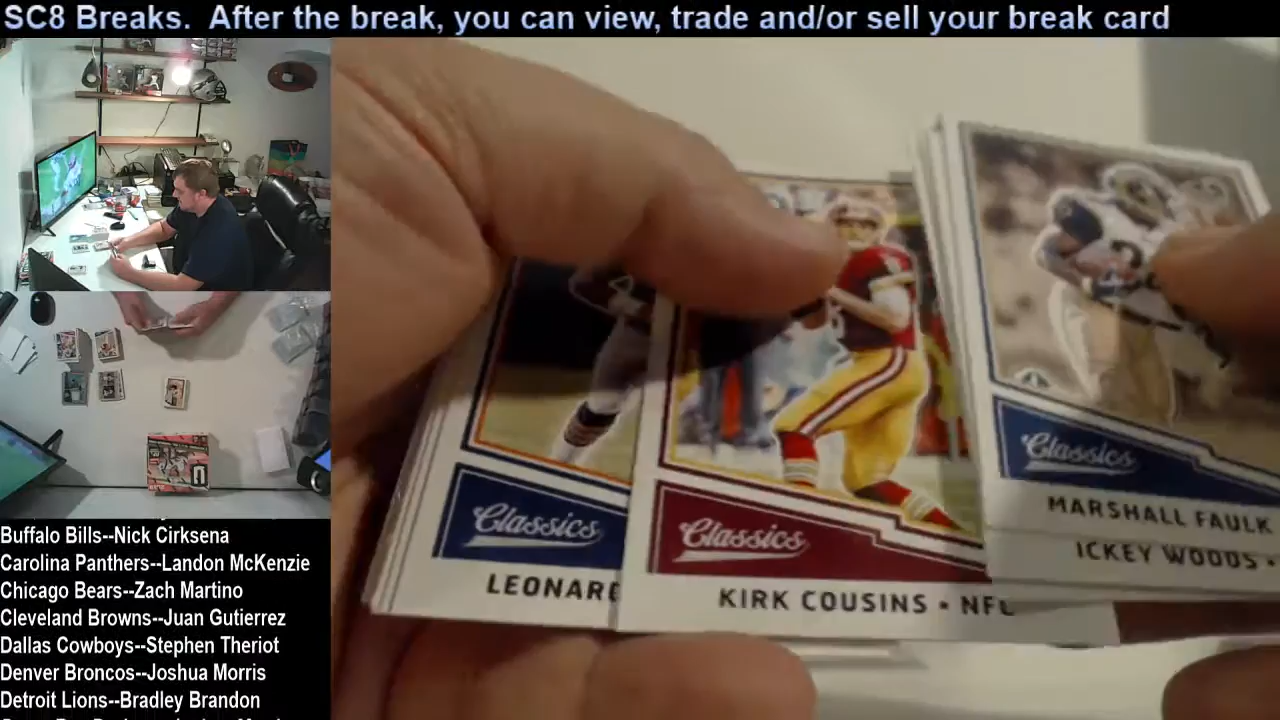 SC8 Breaks.  After the break, you can view, trade and/or sell your break card
Classics
MARSHALL FAULK
ICKEY WOODS •
Classics
KIRK COUSINS • NFL
Classics
LEONARD
Buffalo Bills--Nick Cirksena
Carolina Panthers--Landon McKenzie
Chicago Bears--Zach Martino
Cleveland Browns--Juan Gutierrez
Dallas Cowboys--Stephen Theriot
Denver Broncos--Joshua Morris
Detroit Lions--Bradley Brandon